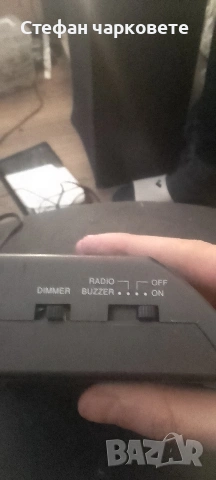 Стефан чарковете
RADIO OFF
DIMMER BUZZER ON
BAZAR